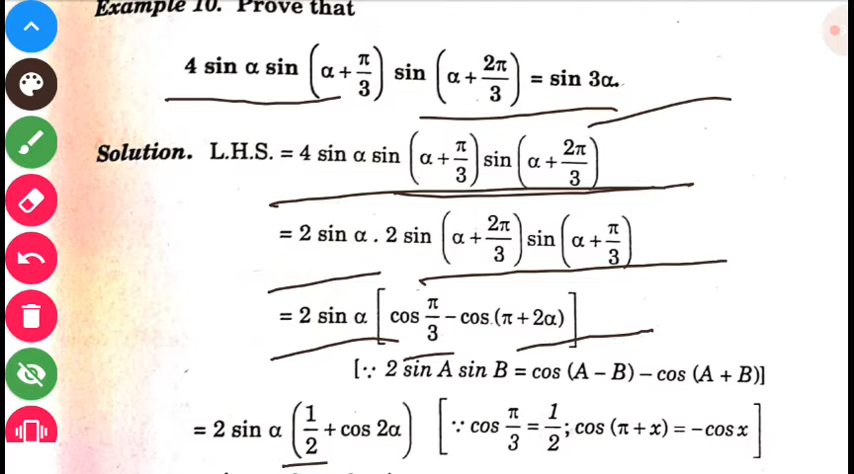 Example 10. Prove that
4 sin α sin (α + π/3) sin (α + 2π/3) = sin 3α.
Solution. L.H.S. = 4 sin α sin (α + π/3) sin (α + 2π/3)
= 2 sin α . 2 sin (α + 2π/3) sin (α + π/3)
= 2 sin α [cos π/3 − cos (π + 2α)]
[∵ 2 sin A sin B = cos (A − B) − cos (A + B)]
= 2 sin α (1/2 + cos 2α) [∵ cos π/3 = 1/2; cos (π + x) = −cos x]